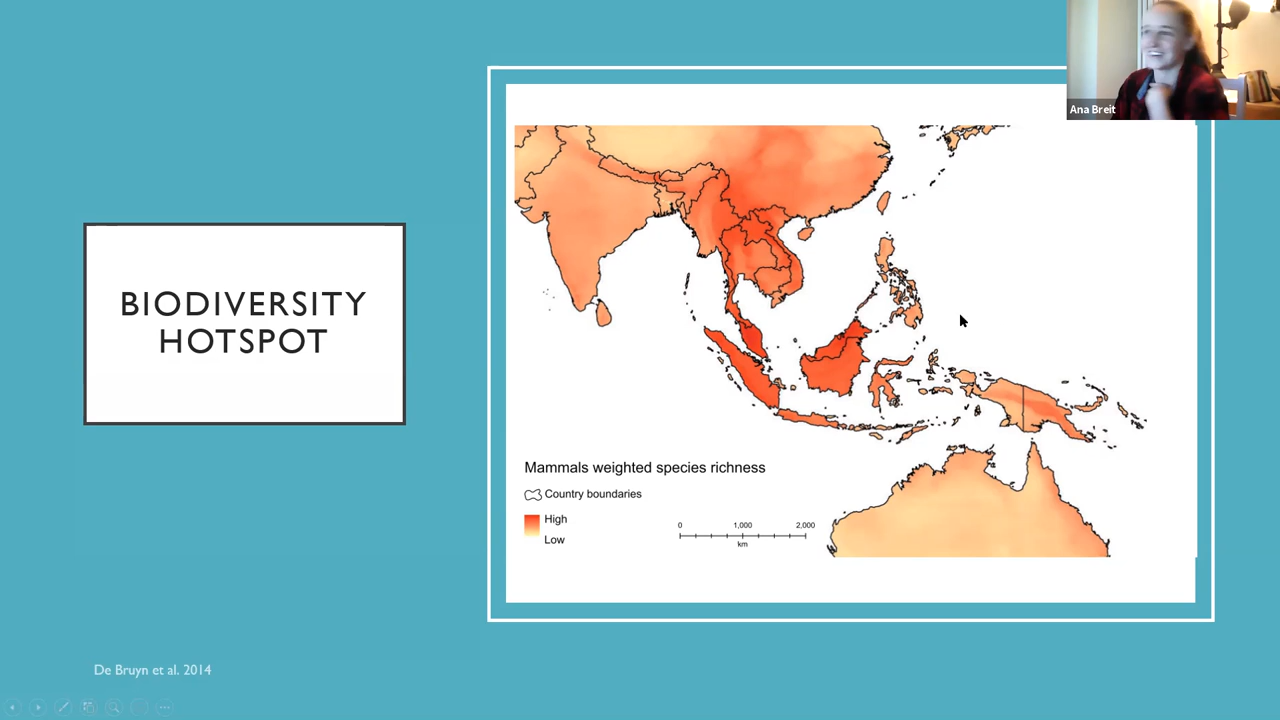 Ana Breit
BIODIVERSITY
HOTSPOT
Mammals weighted species richness
Country boundaries
High
Low
0 1,000 2,000
km
De Bruyn et al. 2014